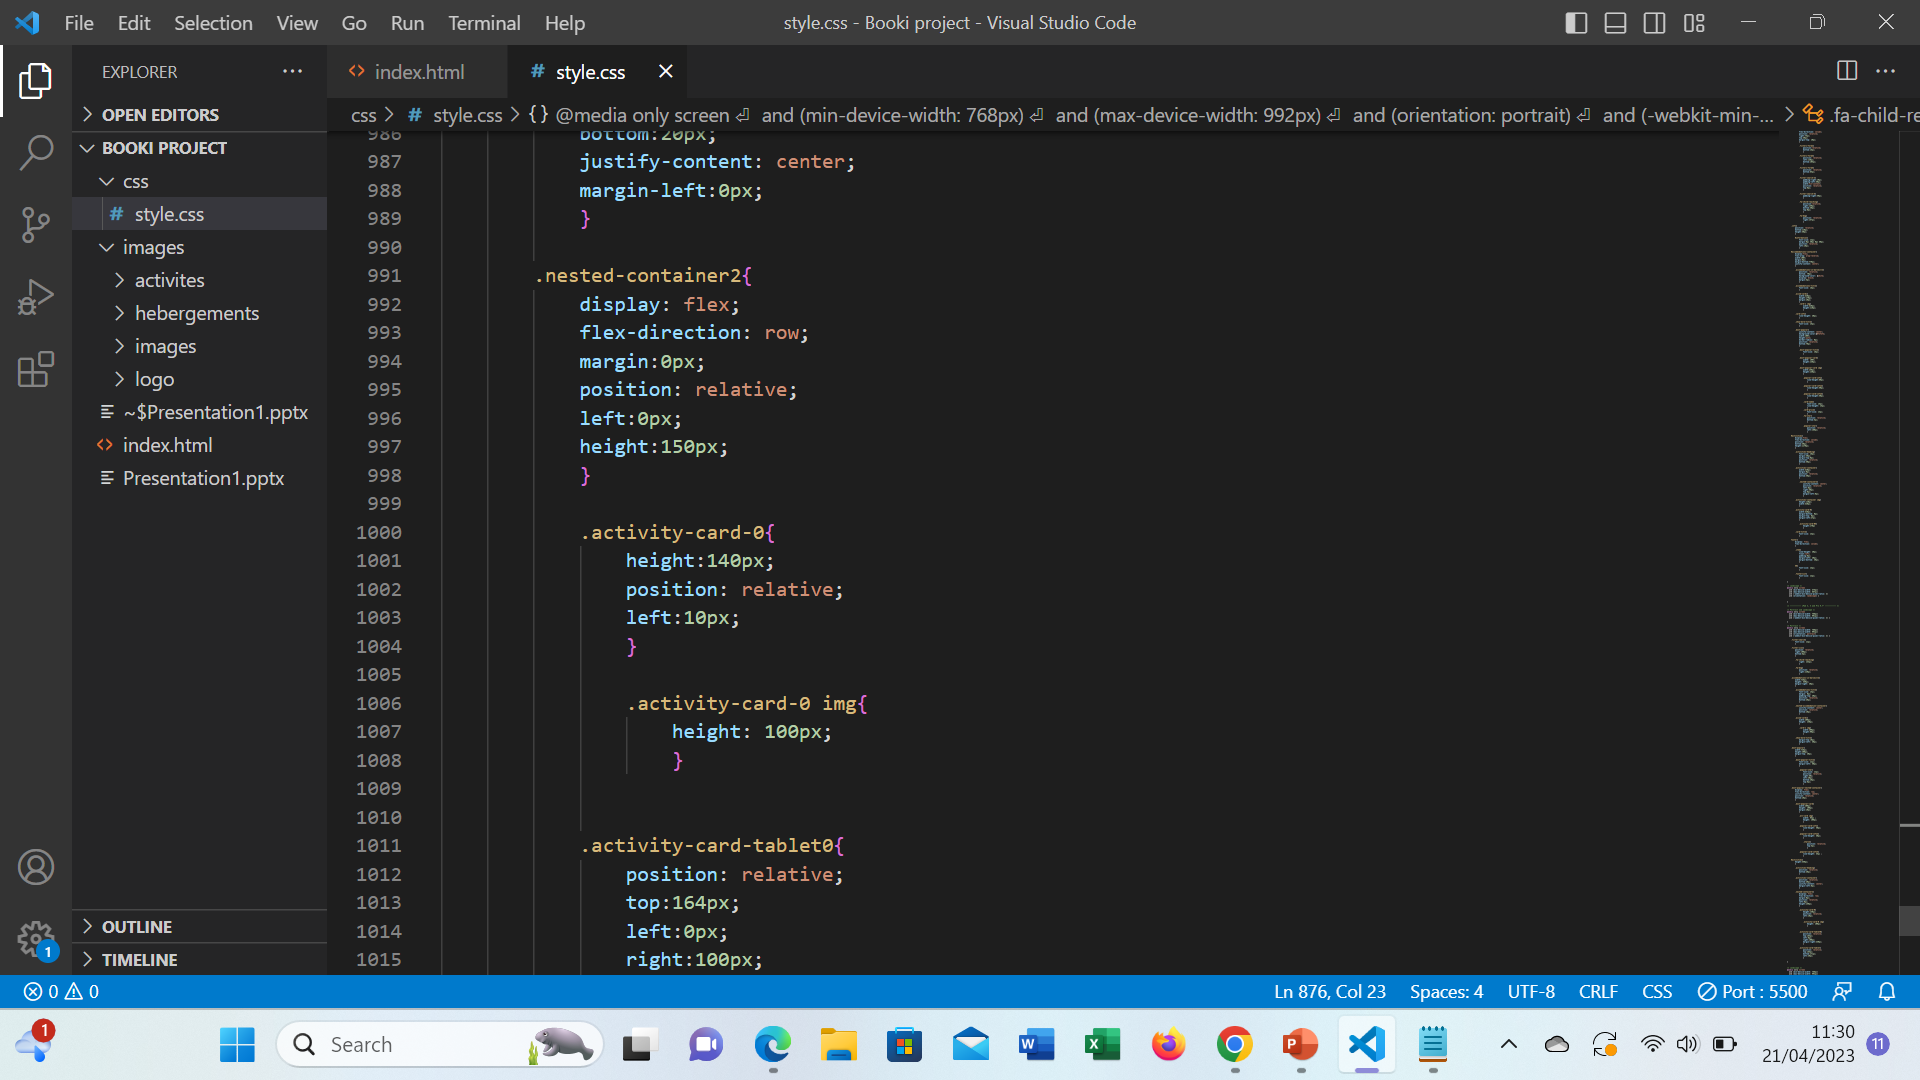 File Edit Selection View Go Run Terminal Help
style.css - Booki project - Visual Studio Code
EXPLORER
OPEN EDITORS
BOOKI PROJECT
css
# style.css
images
activites
hebergements
images
logo
~$Presentation1.pptx
<> index.html
Presentation1.pptx
OUTLINE
TIMELINE
1
<> index.html
# style.css
css > # style.css > {} @media only screen and (min-device-width: 768px) and (max-device-width: 992px) and (orientation: portrait) and (-webkit-min-... > .fa-child-re
986 bottom:20px;
987 justify-content: center;
988 margin-left:0px;
989 }
990
991 .nested-container2{
992 display: flex;
993 flex-direction: row;
994 margin:0px;
995 position: relative;
996 left:0px;
997 height:150px;
998 }
999
1000 .activity-card-0{
1001 height:140px;
1002 position: relative;
1003 left:10px;
1004 }
1005
1006 .activity-card-0 img{
1007 height: 100px;
1008 }
1009
1010
1011 .activity-card-tablet0{
1012 position: relative;
1013 top:164px;
1014 left:0px;
1015 right:100px;
0 0
Ln 876, Col 23 Spaces: 4 UTF-8 CRLF CSS Port : 5500
1
Search
11:30
21/04/2023
11